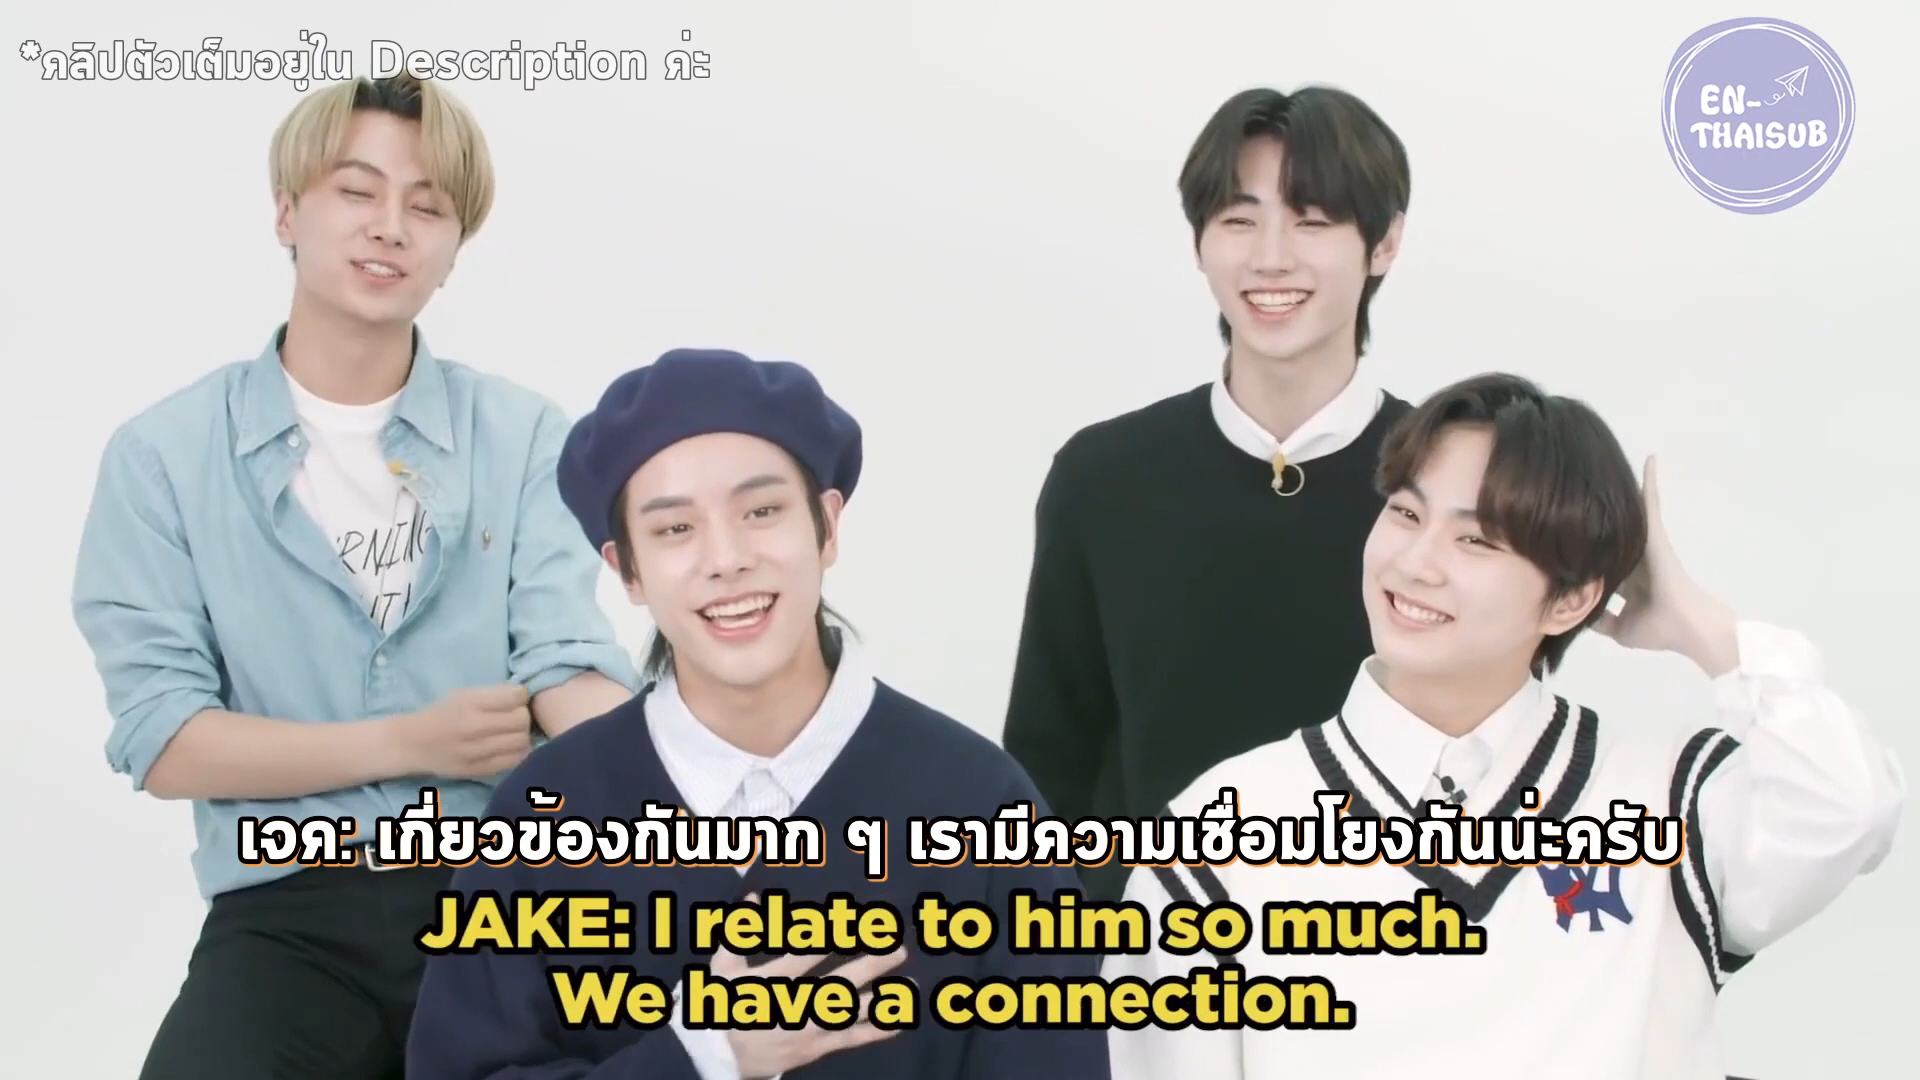 *คลิปตัวเต็มอยู่ใน Description ค่ะ
EN-
THAISUB
เจค: เกี่ยวข้องกันมาก ๆ เรามีความเชื่อมโยงกันน่ะครับ
JAKE: I relate to him so much.
We have a connection.